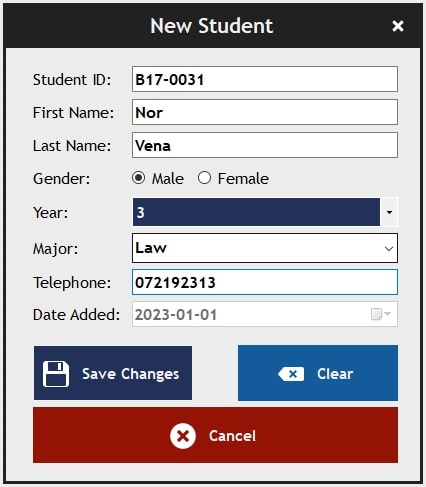 New Student
Student ID: B17-0031
First Name: Nor
Last Name: Vena
Gender: Male Female
Year: 3
Major: Law
Telephone: 072192313
Date Added: 2023-01-01
Save Changes Clear
Cancel